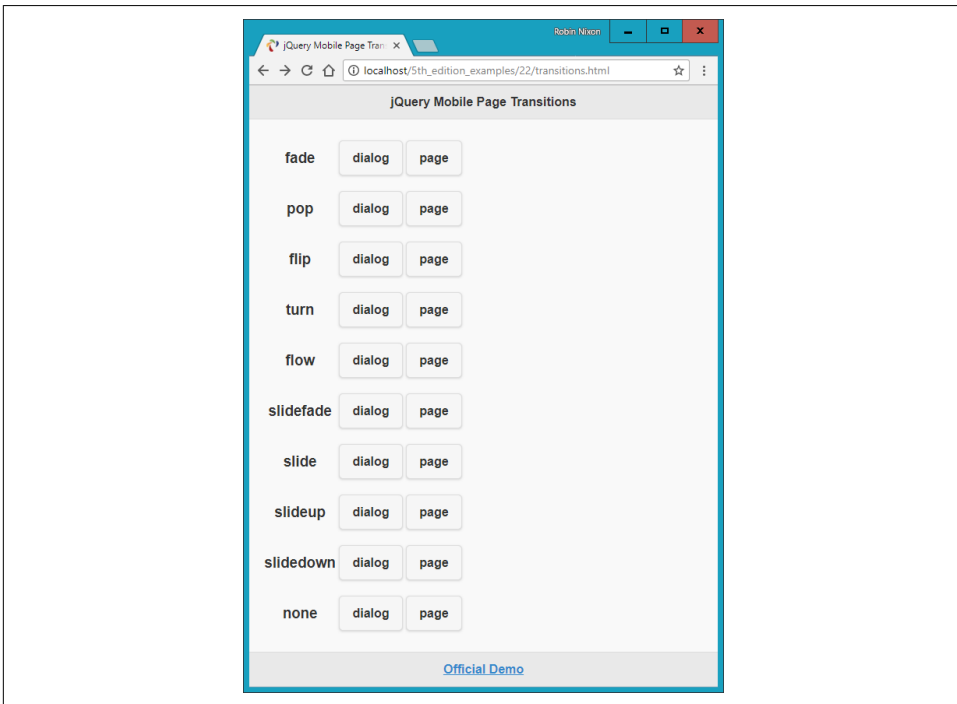 Robin Nixon
jQuery Mobile Page Tran
localhost/5th_edition_examples/22/transitions.html
jQuery Mobile Page Transitions
fade dialog page
pop dialog page
flip dialog page
turn dialog page
flow dialog page
slidefade dialog page
slide dialog page
slideup dialog page
slidedown dialog page
none dialog page
Official Demo